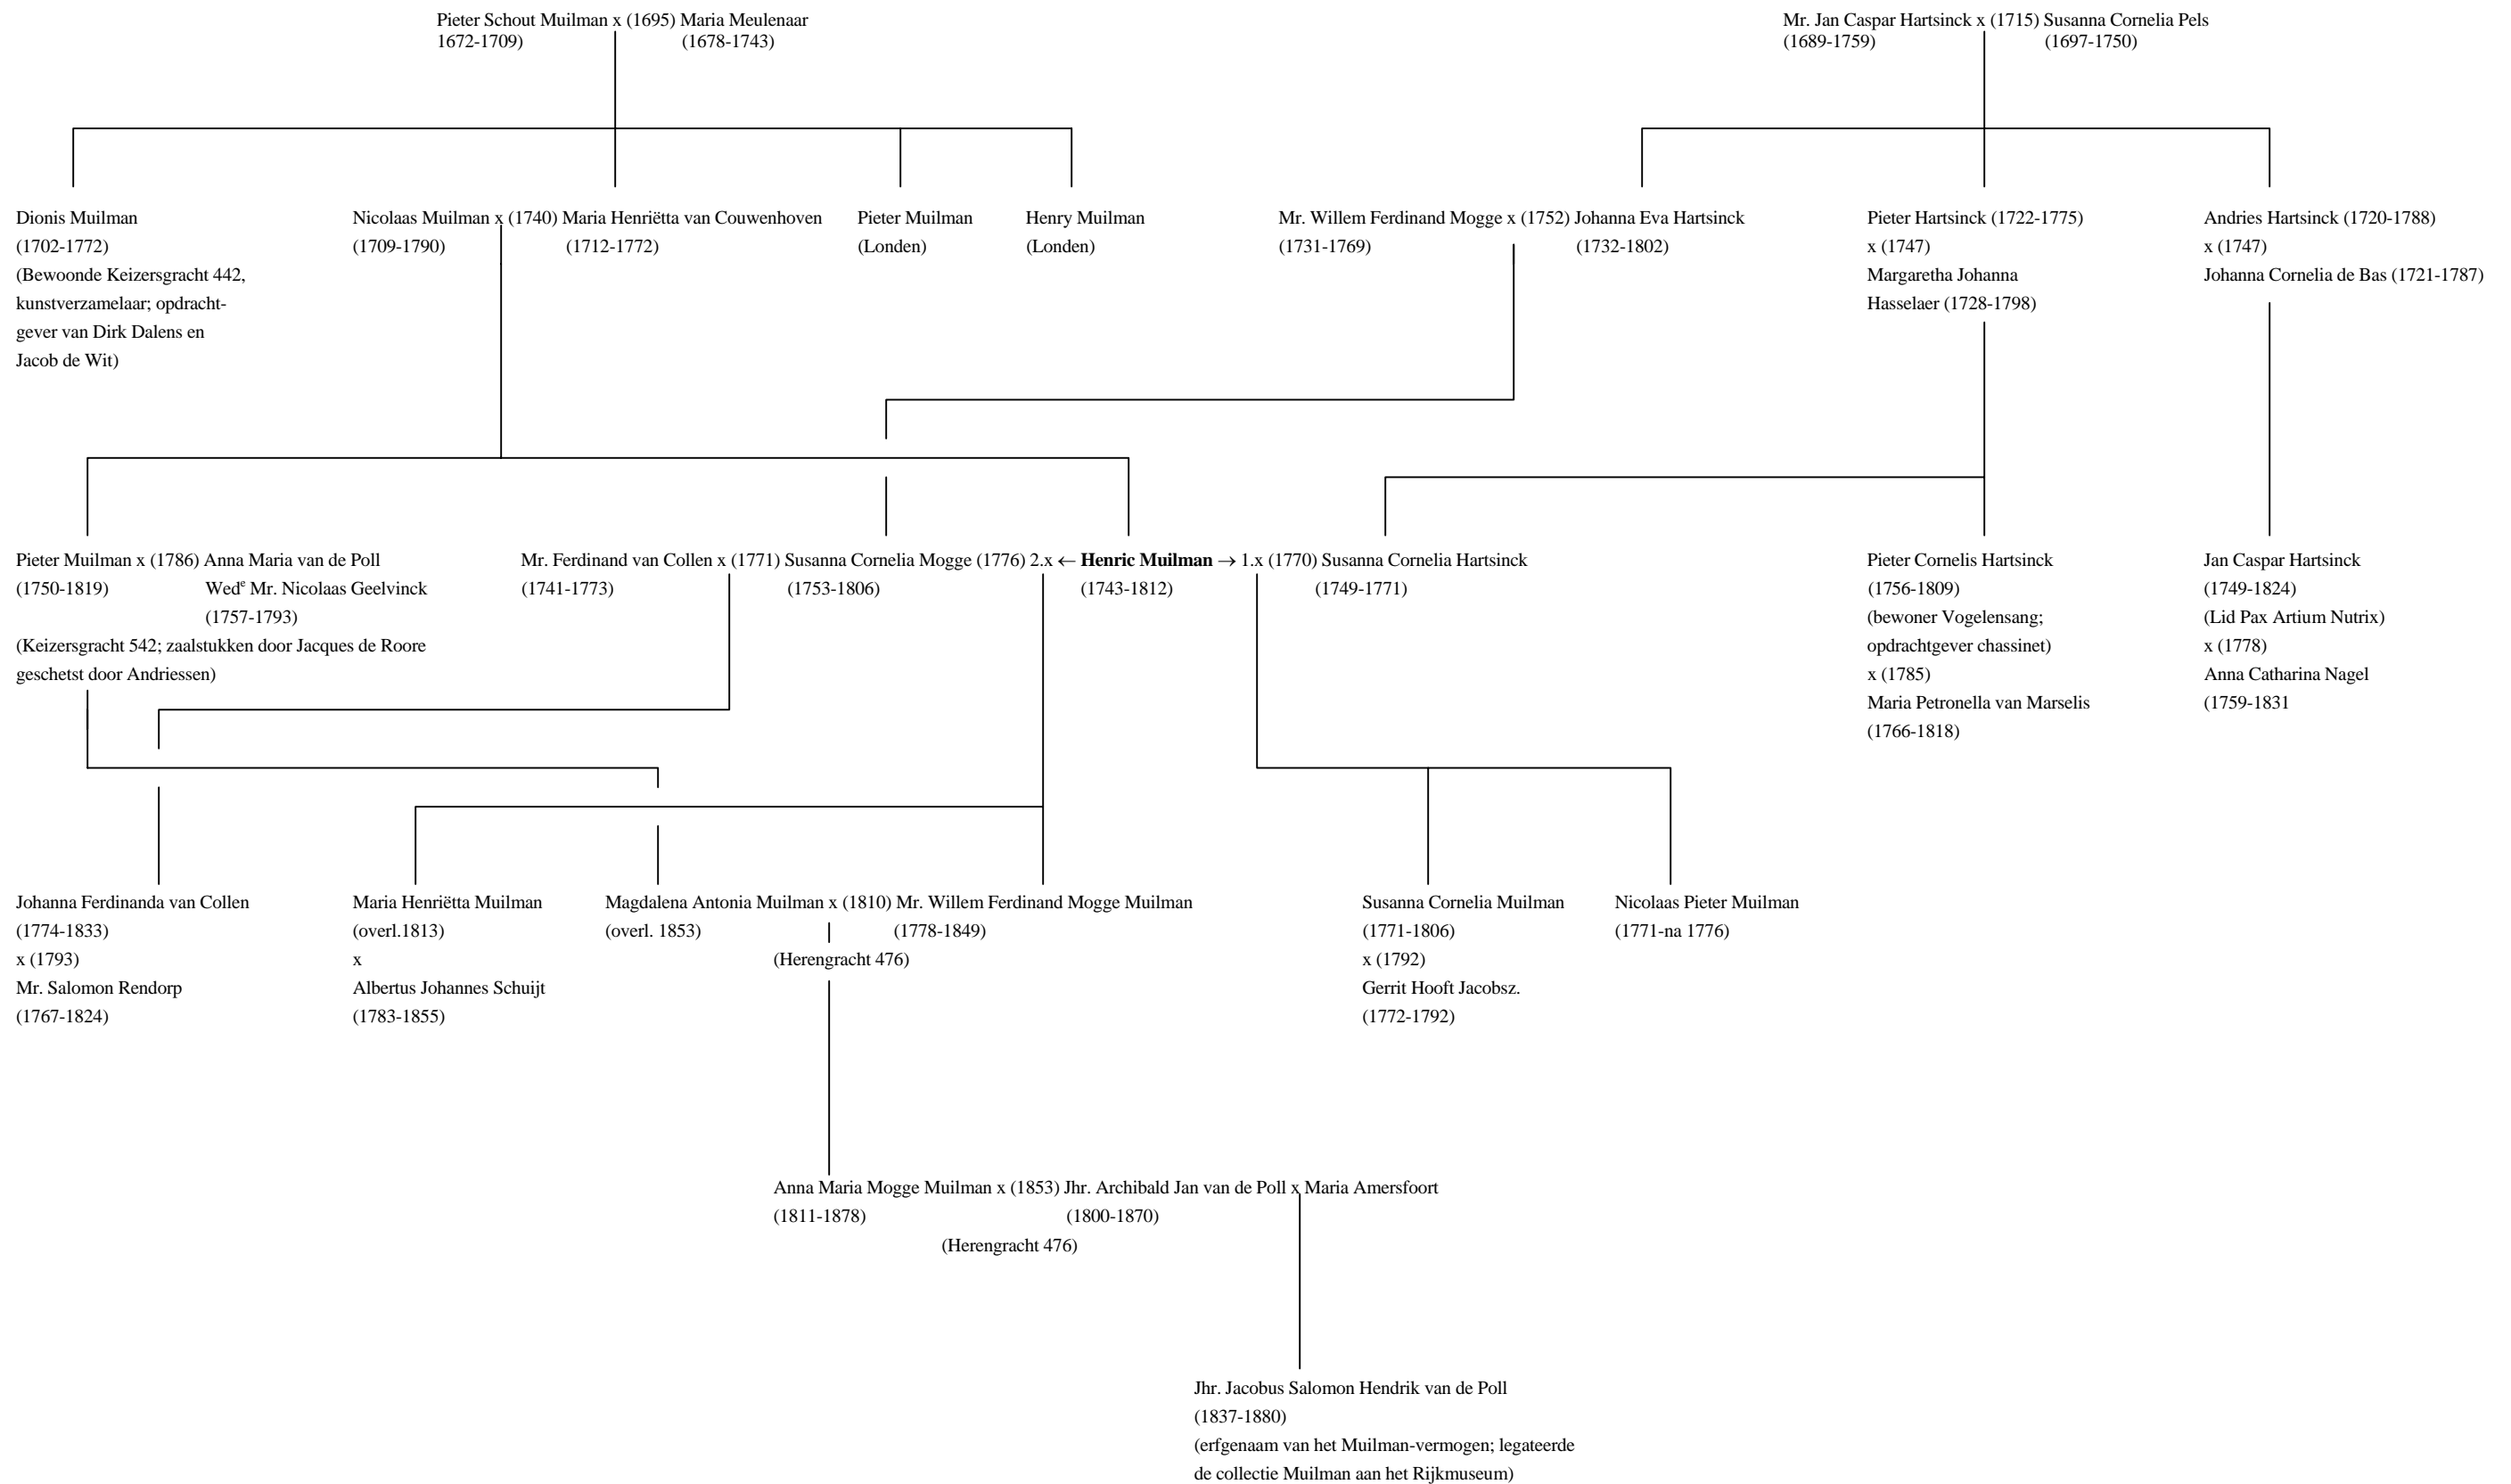 Pieter Schout Muilman x (1695) Maria Meulenaar
1672-1709) (1678-1743)
Mr. Jan Caspar Hartsinck x (1715) Susanna Cornelia Pels
(1689-1759) (1697-1750)
Dionis Muilman
(1702-1772)
(Bewoonde Keizersgracht 442,
kunstverzamelaar; opdracht-
gever van Dirk Dalens en
Jacob de Wit)
Nicolaas Muilman x (1740) Maria Henriëtta van Couwenhoven
(1709-1790) (1712-1772)
Pieter Muilman
(Londen)
Henry Muilman
(Londen)
Mr. Willem Ferdinand Mogge x (1752) Johanna Eva Hartsinck
(1731-1769) (1732-1802)
Pieter Hartsinck (1722-1775)
x (1747)
Margaretha Johanna
Hasselaer (1728-1798)
Andries Hartsinck (1720-1788)
x (1747)
Johanna Cornelia de Bas (1721-1787)
Pieter Muilman x (1786) Anna Maria van de Poll
(1750-1819) Wedᵉ Mr. Nicolaas Geelvinck
(1757-1793)
(Keizersgracht 542; zaalstukken door Jacques de Roore
geschetst door Andriessen)
Mr. Ferdinand van Collen x (1771) Susanna Cornelia Mogge (1776) 2.x ← Henric Muilman → 1.x (1770) Susanna Cornelia Hartsinck
(1741-1773) (1753-1806) (1743-1812) (1749-1771)
Pieter Cornelis Hartsinck
(1756-1809)
(bewoner Vogelensang;
opdrachtgever chassinet)
x (1785)
Maria Petronella van Marselis
(1766-1818)
Jan Caspar Hartsinck
(1749-1824)
(Lid Pax Artium Nutrix)
x (1778)
Anna Catharina Nagel
(1759-1831
Johanna Ferdinanda van Collen
(1774-1833)
x (1793)
Mr. Salomon Rendorp
(1767-1824)
Maria Henriëtta Muilman
(overl.1813)
x
Albertus Johannes Schuijt
(1783-1855)
Magdalena Antonia Muilman x (1810) Mr. Willem Ferdinand Mogge Muilman
(overl. 1853) (1778-1849)
(Herengracht 476)
Susanna Cornelia Muilman
(1771-1806)
x (1792)
Gerrit Hooft Jacobsz.
(1772-1792)
Nicolaas Pieter Muilman
(1771-na 1776)
Anna Maria Mogge Muilman x (1853) Jhr. Archibald Jan van de Poll x Maria Amersfoort
(1811-1878) (1800-1870)
(Herengracht 476)
Jhr. Jacobus Salomon Hendrik van de Poll
(1837-1880)
(erfgenaam van het Muilman-vermogen; legateerde
de collectie Muilman aan het Rijkmuseum)